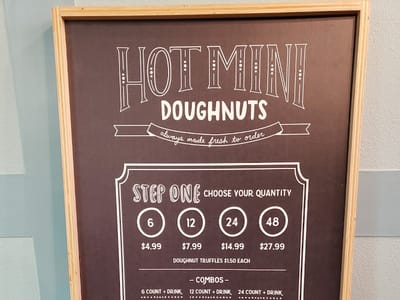 HOT MINI
DOUGHNUTS
always made fresh to order
STEP ONE CHOOSE YOUR QUANTITY
6 12 24 48
$4.99 $7.99 $14.99 $27.99
DOUGHNUT TRUFFLES $1.50 EACH
- COMBOS -
6 COUNT + DRINK 12 COUNT + DRINK 24 COUNT + DRINK